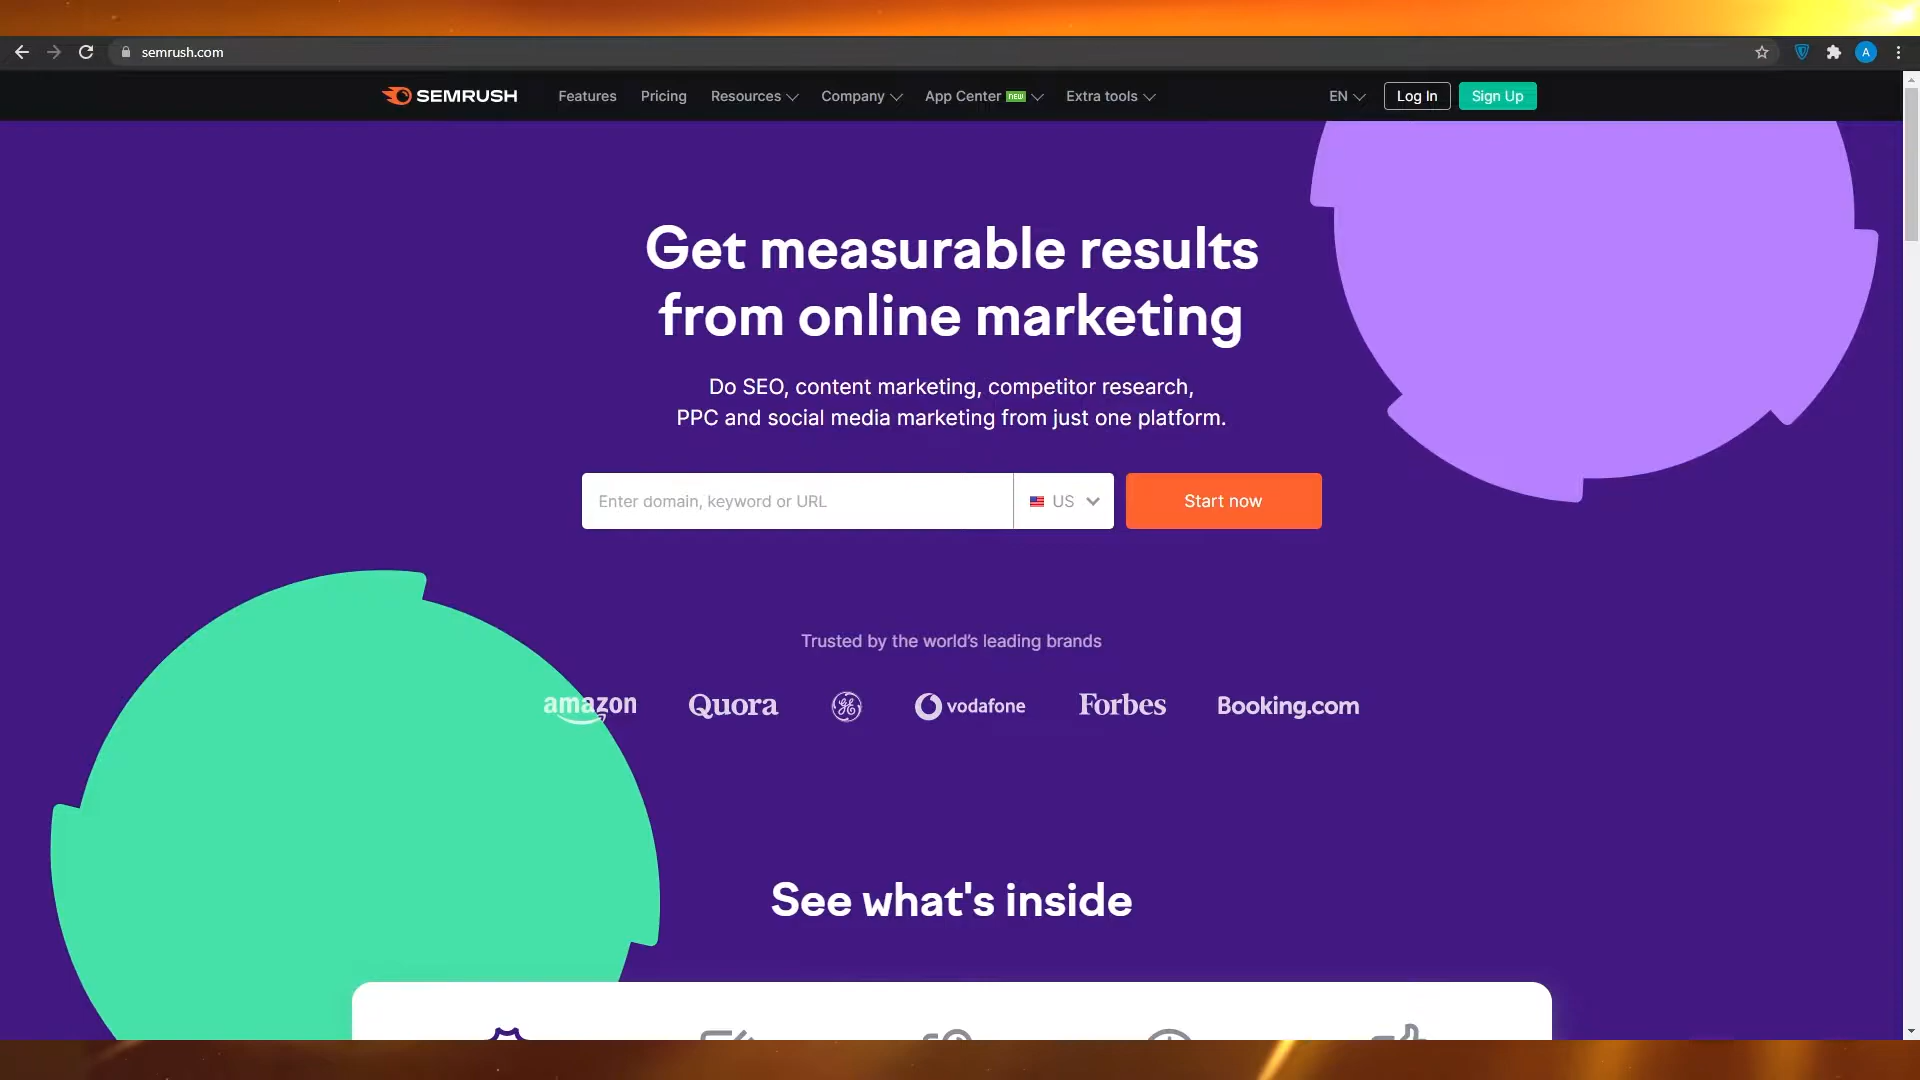 semrush.com
A
SEMRUSH
Features
Pricing
Resources
Company
App Center NEW
Extra tools
EN
Log In
Sign Up
Get measurable results
from online marketing
Do SEO, content marketing, competitor research,
PPC and social media marketing from just one platform.
Enter domain, keyword or URL
US
Start now
Trusted by the world's leading brands
amazon
Quora
GE
vodafone
Forbes
Booking.com
See what's inside